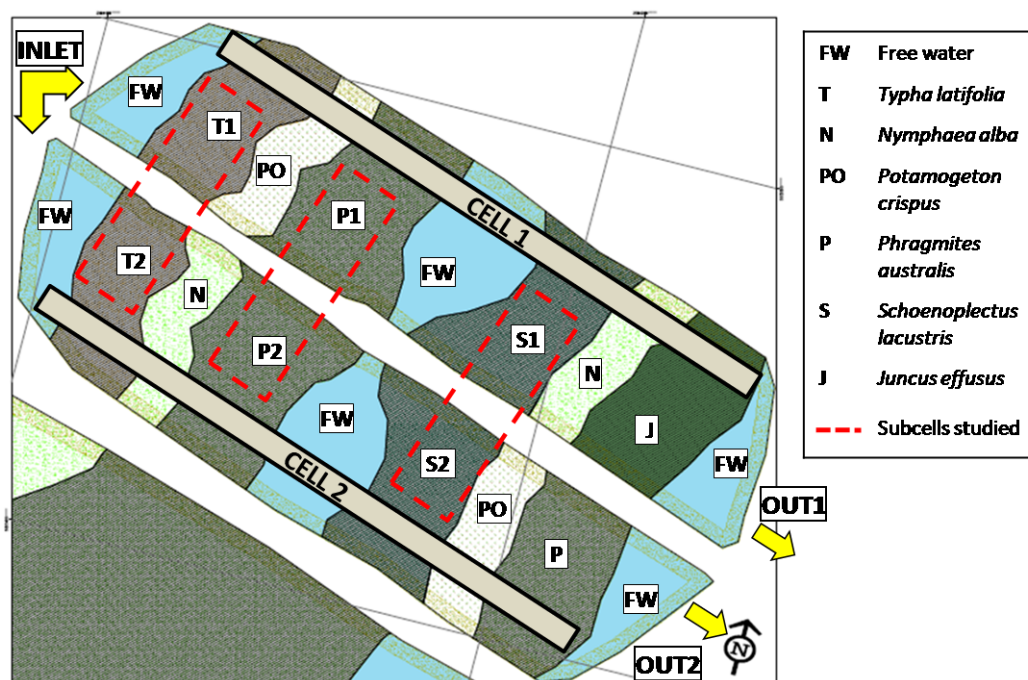 INLET
FW
T1
PO
P1
CELL 1
FW
FW
T2
N
P2
S1
N
J
FW
OUT1
FW
CELL 2
S2
PO
P
FW
OUT2
N
FW Free water
T Typha latifolia
N Nymphaea alba
PO Potamogeton
crispus
P Phragmites
australis
S Schoenoplectus
lacustris
J Juncus effusus
Subcells studied